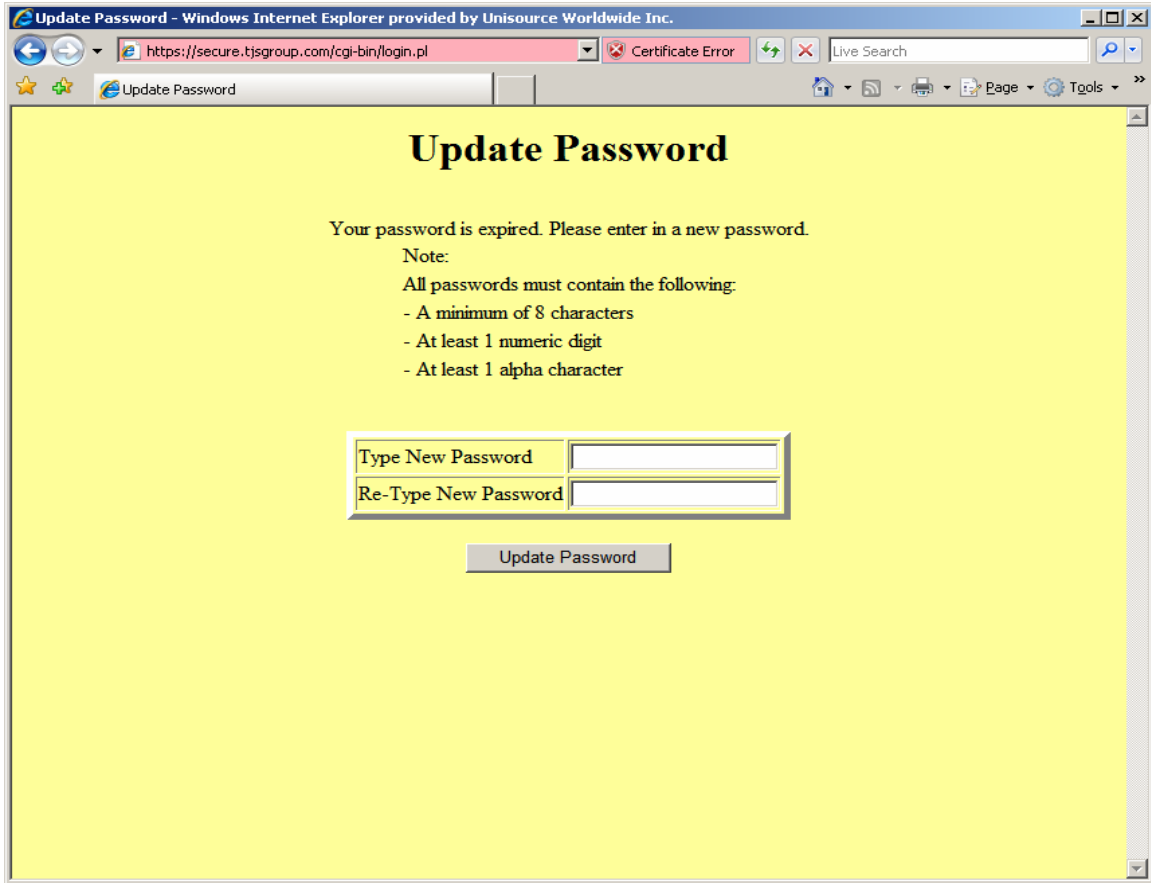 Update Password - Windows Internet Explorer provided by Unisource Worldwide Inc.
https://secure.tjsgroup.com/cgi-bin/login.pl Certificate Error Live Search
Update Password Page Tools »
Update Password
Your password is expired. Please enter in a new password.
Note:
All passwords must contain the following:
- A minimum of 8 characters
- At least 1 numeric digit
- At least 1 alpha character
Type New Password
Re-Type New Password
Update Password